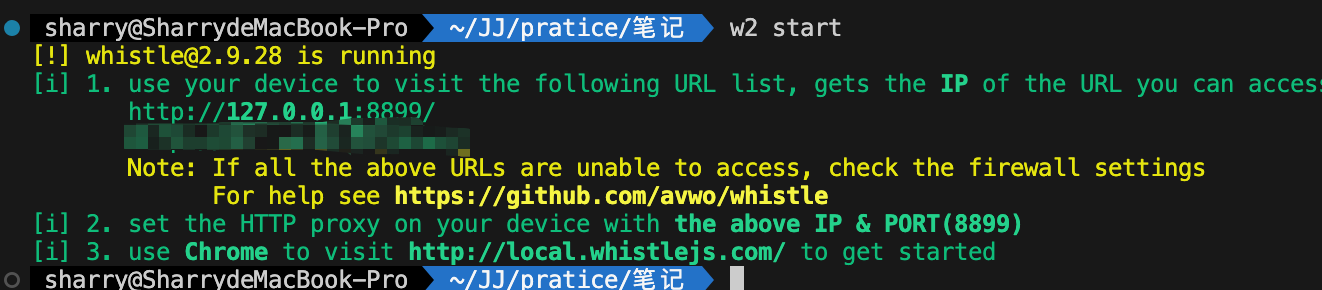 sharry@SharrydeMacBook-Pro ~/JJ/pratice/笔记 w2 start
[!] whistle@2.9.28 is running
[i] 1. use your device to visit the following URL list, gets the IP of the URL you can access
http://127.0.0.1:8899/
Note: If all the above URLs are unable to access, check the firewall settings
For help see https://github.com/avwo/whistle
[i] 2. set the HTTP proxy on your device with the above IP & PORT(8899)
[i] 3. use Chrome to visit http://local.whistlejs.com/ to get started
sharry@SharrydeMacBook-Pro ~/JJ/pratice/笔记